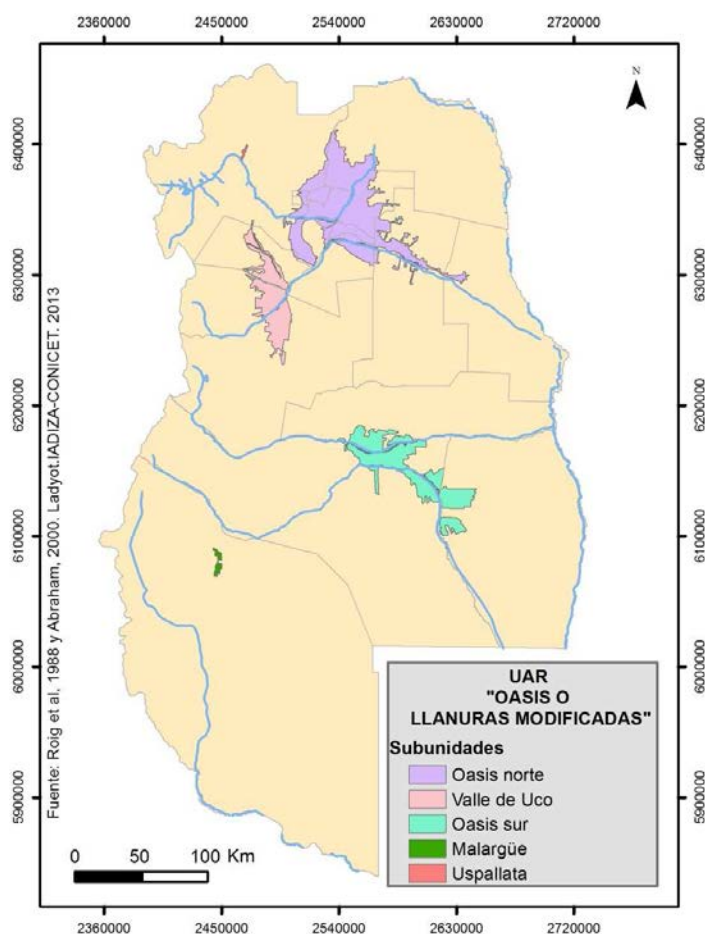 2360000 2450000 2540000 2630000 2720000
N
6400000 6400000
6300000 6300000
6200000 6200000
6100000 6100000
6000000 6000000
5900000 5900000
Fuente: Roig et al, 1988 y Abraham, 2000. Ladyot.IADIZA-CONICET. 2013
UAR
"OASIS O
LLANURAS MODIFICADAS"
Subunidades
Oasis norte
Valle de Uco
Oasis sur
Malargüe
Uspallata
0 50 100 Km
2360000 2450000 2540000 2630000 2720000